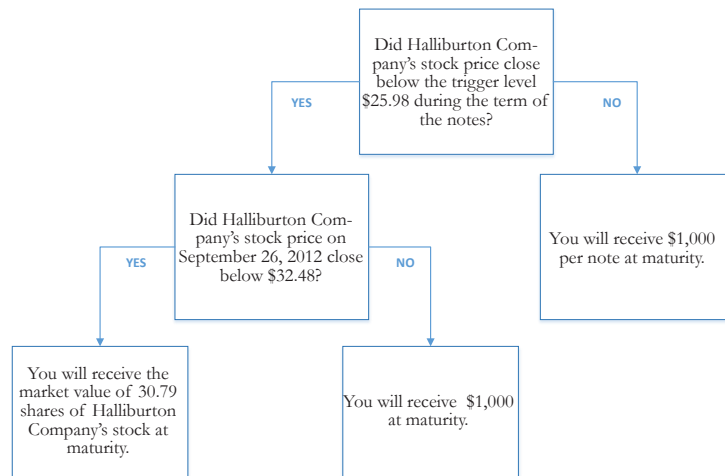 Did Halliburton Com-
pany's stock price close
below the trigger level
$25.98 during the term of
the notes?
YES
NO
Did Halliburton Com-
pany's stock price on
September 26, 2012 close
below $32.48?
You will receive $1,000
per note at maturity.
YES
NO
You will receive the
market value of 30.79
shares of Halliburton
Company's stock at
maturity.
You will receive $1,000
at maturity.